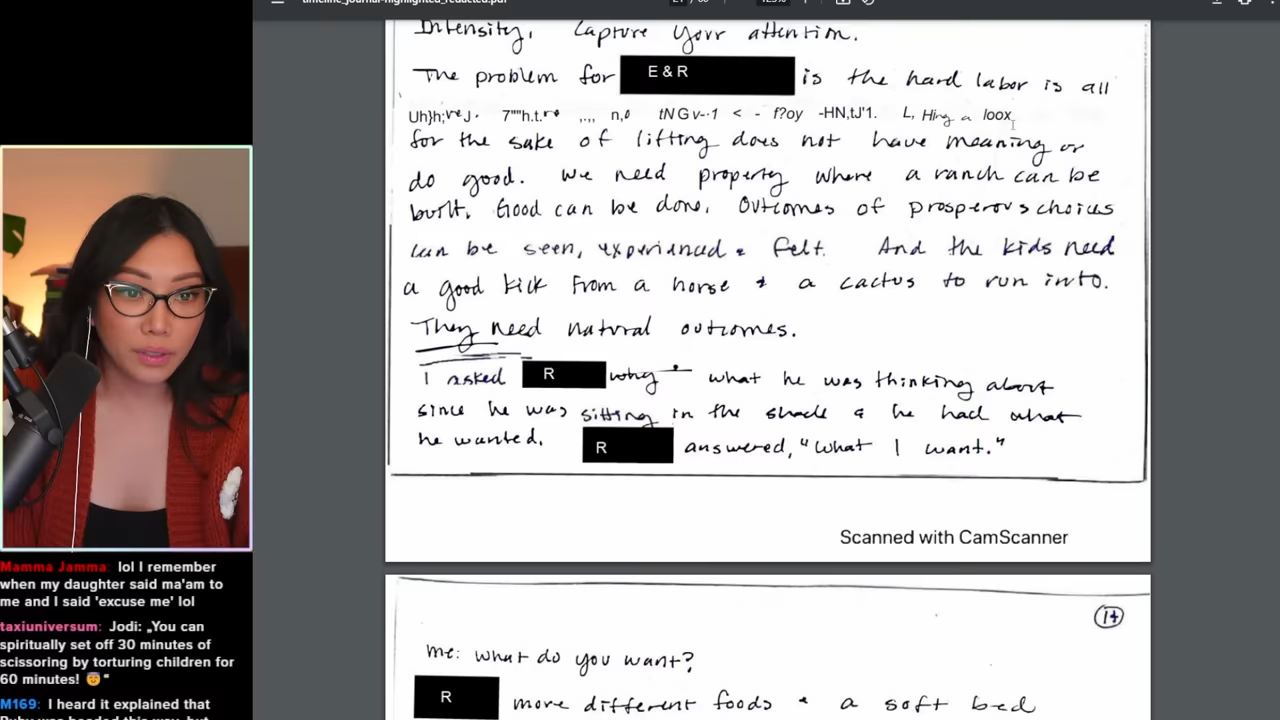 timeline_journal-highlighted_redacted.pdf
Intensity, Capture your attention.
The problem for E & R is the hard labor is all
for the sake of lifting does not have meaning or
do good. We need property where a ranch can be
built. Good can be done. Outcomes of prosperous choices
can be seen, experienced & felt. And the kids need
a good kick from a horse & a cactus to run into.
They need natural outcomes.
I asked R why what he was thinking about
since he was sitting in the shade & he had what
he wanted. R answered, "What I want."
Scanned with CamScanner
17
me: What do you want?
R more different foods & a soft bed
Mamma Jamma: lol I remember
when my daughter said ma'am to
me and I said 'excuse me' lol
taxiuniversum: Jodi: „You can
spiritually set off 30 minutes of
scissoring by torturing children for
60 minutes! "
M169: I heard it explained that